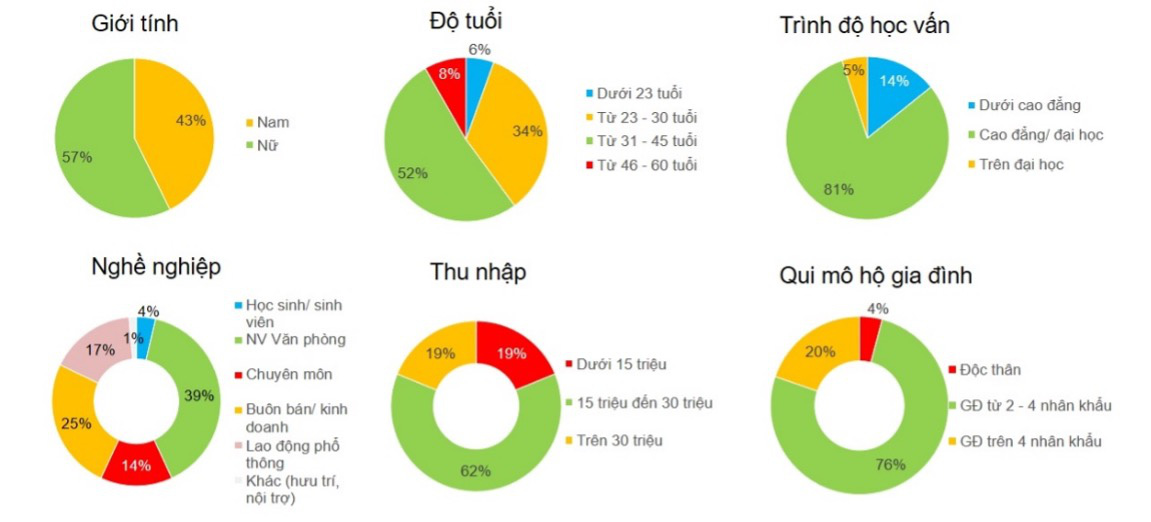 Giới tính
43%
57%
Nam
Nữ
Độ tuổi
6%
8%
34%
52%
Dưới 23 tuổi
Từ 23 - 30 tuổi
Từ 31 - 45 tuổi
Từ 46 - 60 tuổi
Trình độ học vấn
5%
14%
81%
Dưới cao đẳng
Cao đẳng/ đại học
Trên đại học
Nghề nghiệp
4%
1%
17%
39%
25%
14%
Học sinh/ sinh
viên
NV Văn phòng
Chuyên môn
Buôn bán/ kinh
doanh
Lao động phổ
thông
Khác (hưu trí,
nội trợ)
Thu nhập
19%
19%
62%
Dưới 15 triệu
15 triệu đến 30 triệu
Trên 30 triệu
Qui mô hộ gia đình
4%
20%
76%
Độc thân
GĐ từ 2 - 4 nhân khẩu
GĐ trên 4 nhân khẩu